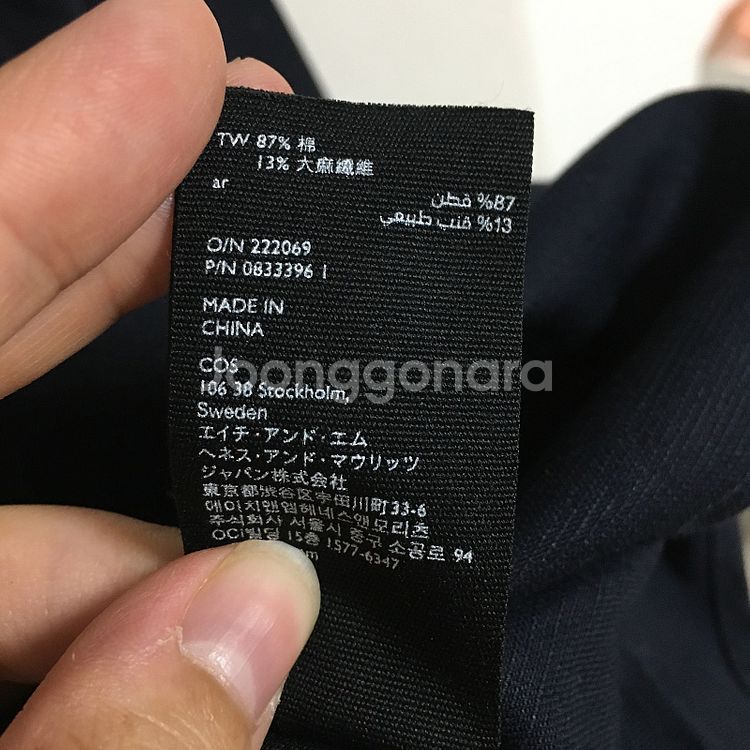 TW 87% 棉
13% 大麻纖維
ar
87% قطن
13% قنب طبيعي
O/N 222069
P/N 0833396 1
MADE IN
CHINA
COS
106 38 Stockholm,
Sweden
エイチ・アンド・エム
ヘネス・アンド・マウリッツ
ジャパン株式会社
東京都渋谷区宇田川町33-6
에이치앤엠헤네스앤 모리츠
주식회사 서울시 중구 소공로 94
OCI빌딩 15층 1577-6347
joonggonara